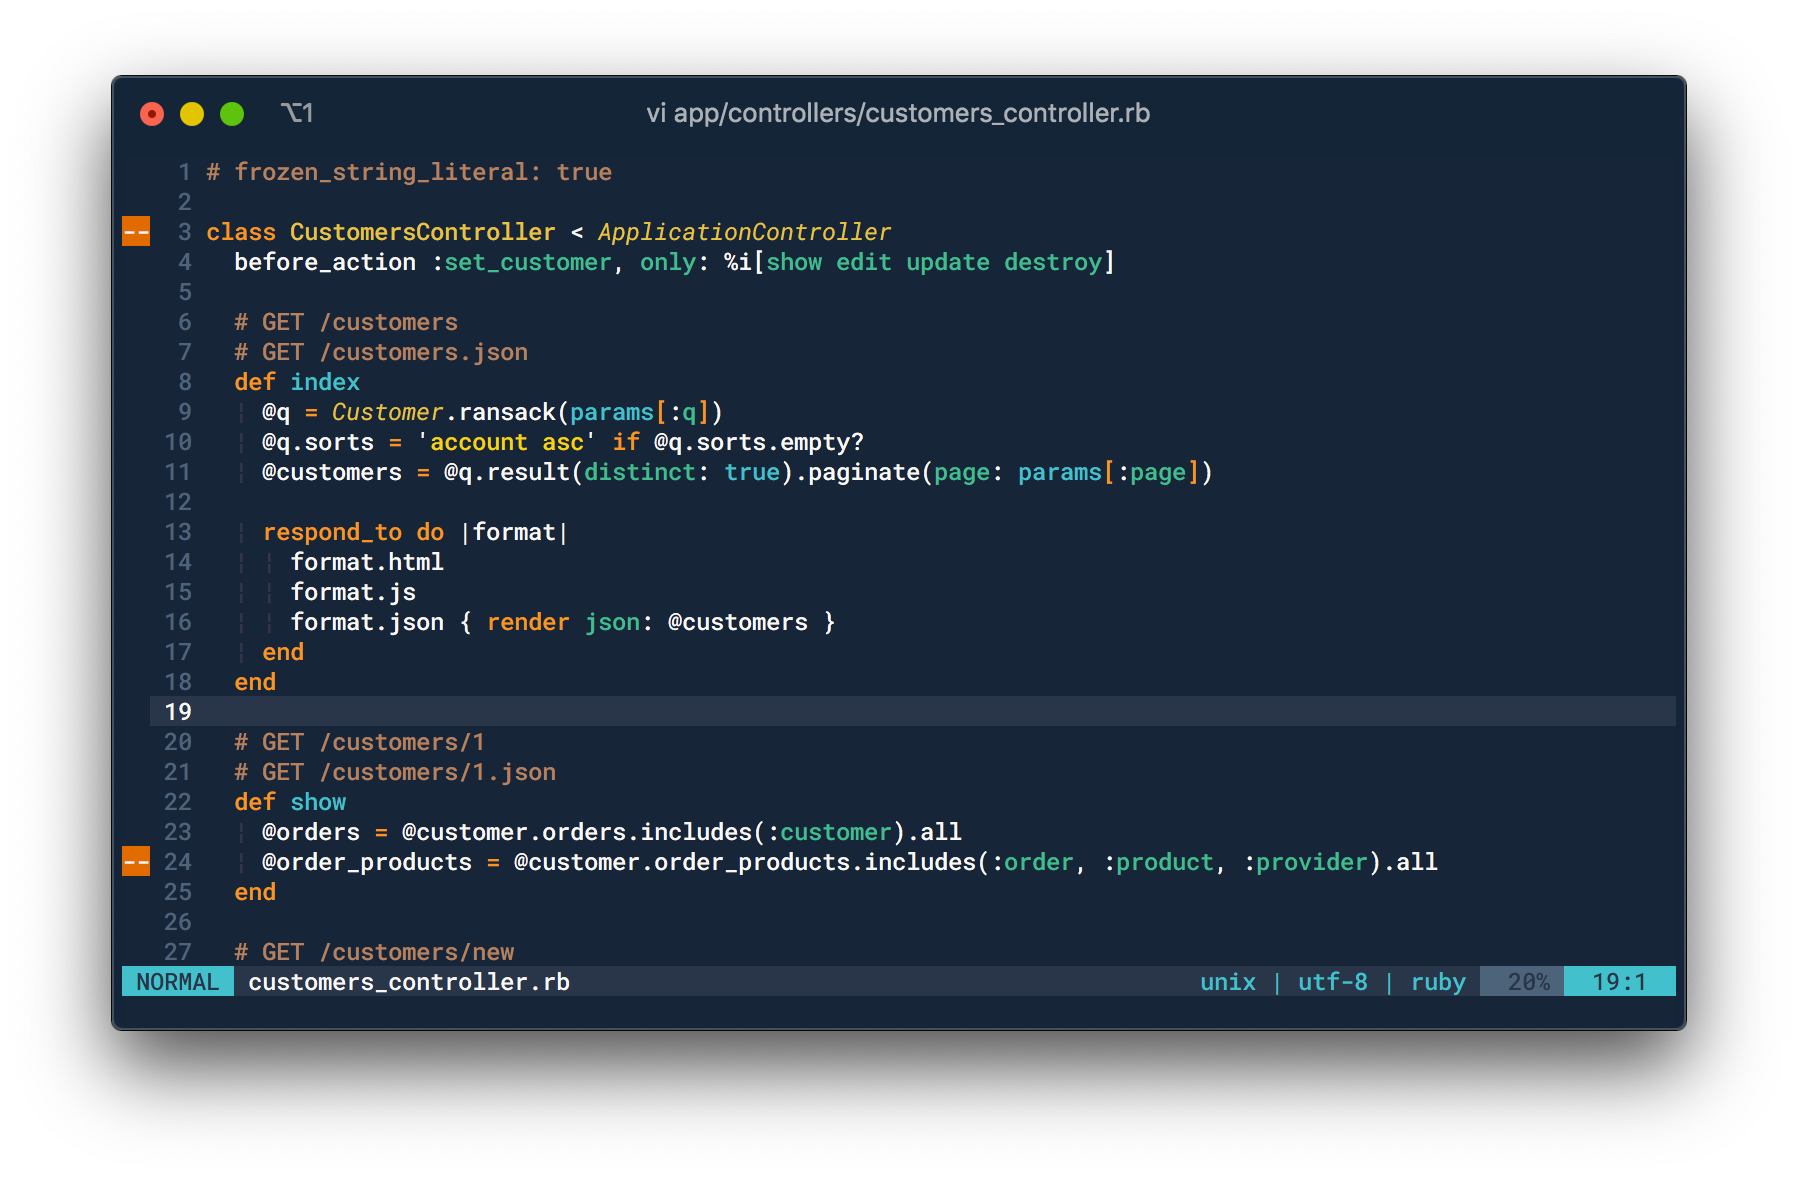 ⌥1 vi app/controllers/customers_controller.rb
1 # frozen_string_literal: true
2
-- 3 class CustomersController < ApplicationController
4   before_action :set_customer, only: %i[show edit update destroy]
5
6   # GET /customers
7   # GET /customers.json
8   def index
9   ¦ @q = Customer.ransack(params[:q])
10   ¦ @q.sorts = 'account asc' if @q.sorts.empty?
11   ¦ @customers = @q.result(distinct: true).paginate(page: params[:page])
12
13   ¦ respond_to do |format|
14   ¦ ¦ format.html
15   ¦ ¦ format.js
16   ¦ ¦ format.json { render json: @customers }
17   ¦ end
18   end
19
20   # GET /customers/1
21   # GET /customers/1.json
22   def show
23   ¦ @orders = @customer.orders.includes(:customer).all
-- 24   ¦ @order_products = @customer.order_products.includes(:order, :product, :provider).all
25   end
26
27   # GET /customers/new
NORMAL customers_controller.rb unix | utf-8 | ruby 20% 19:1